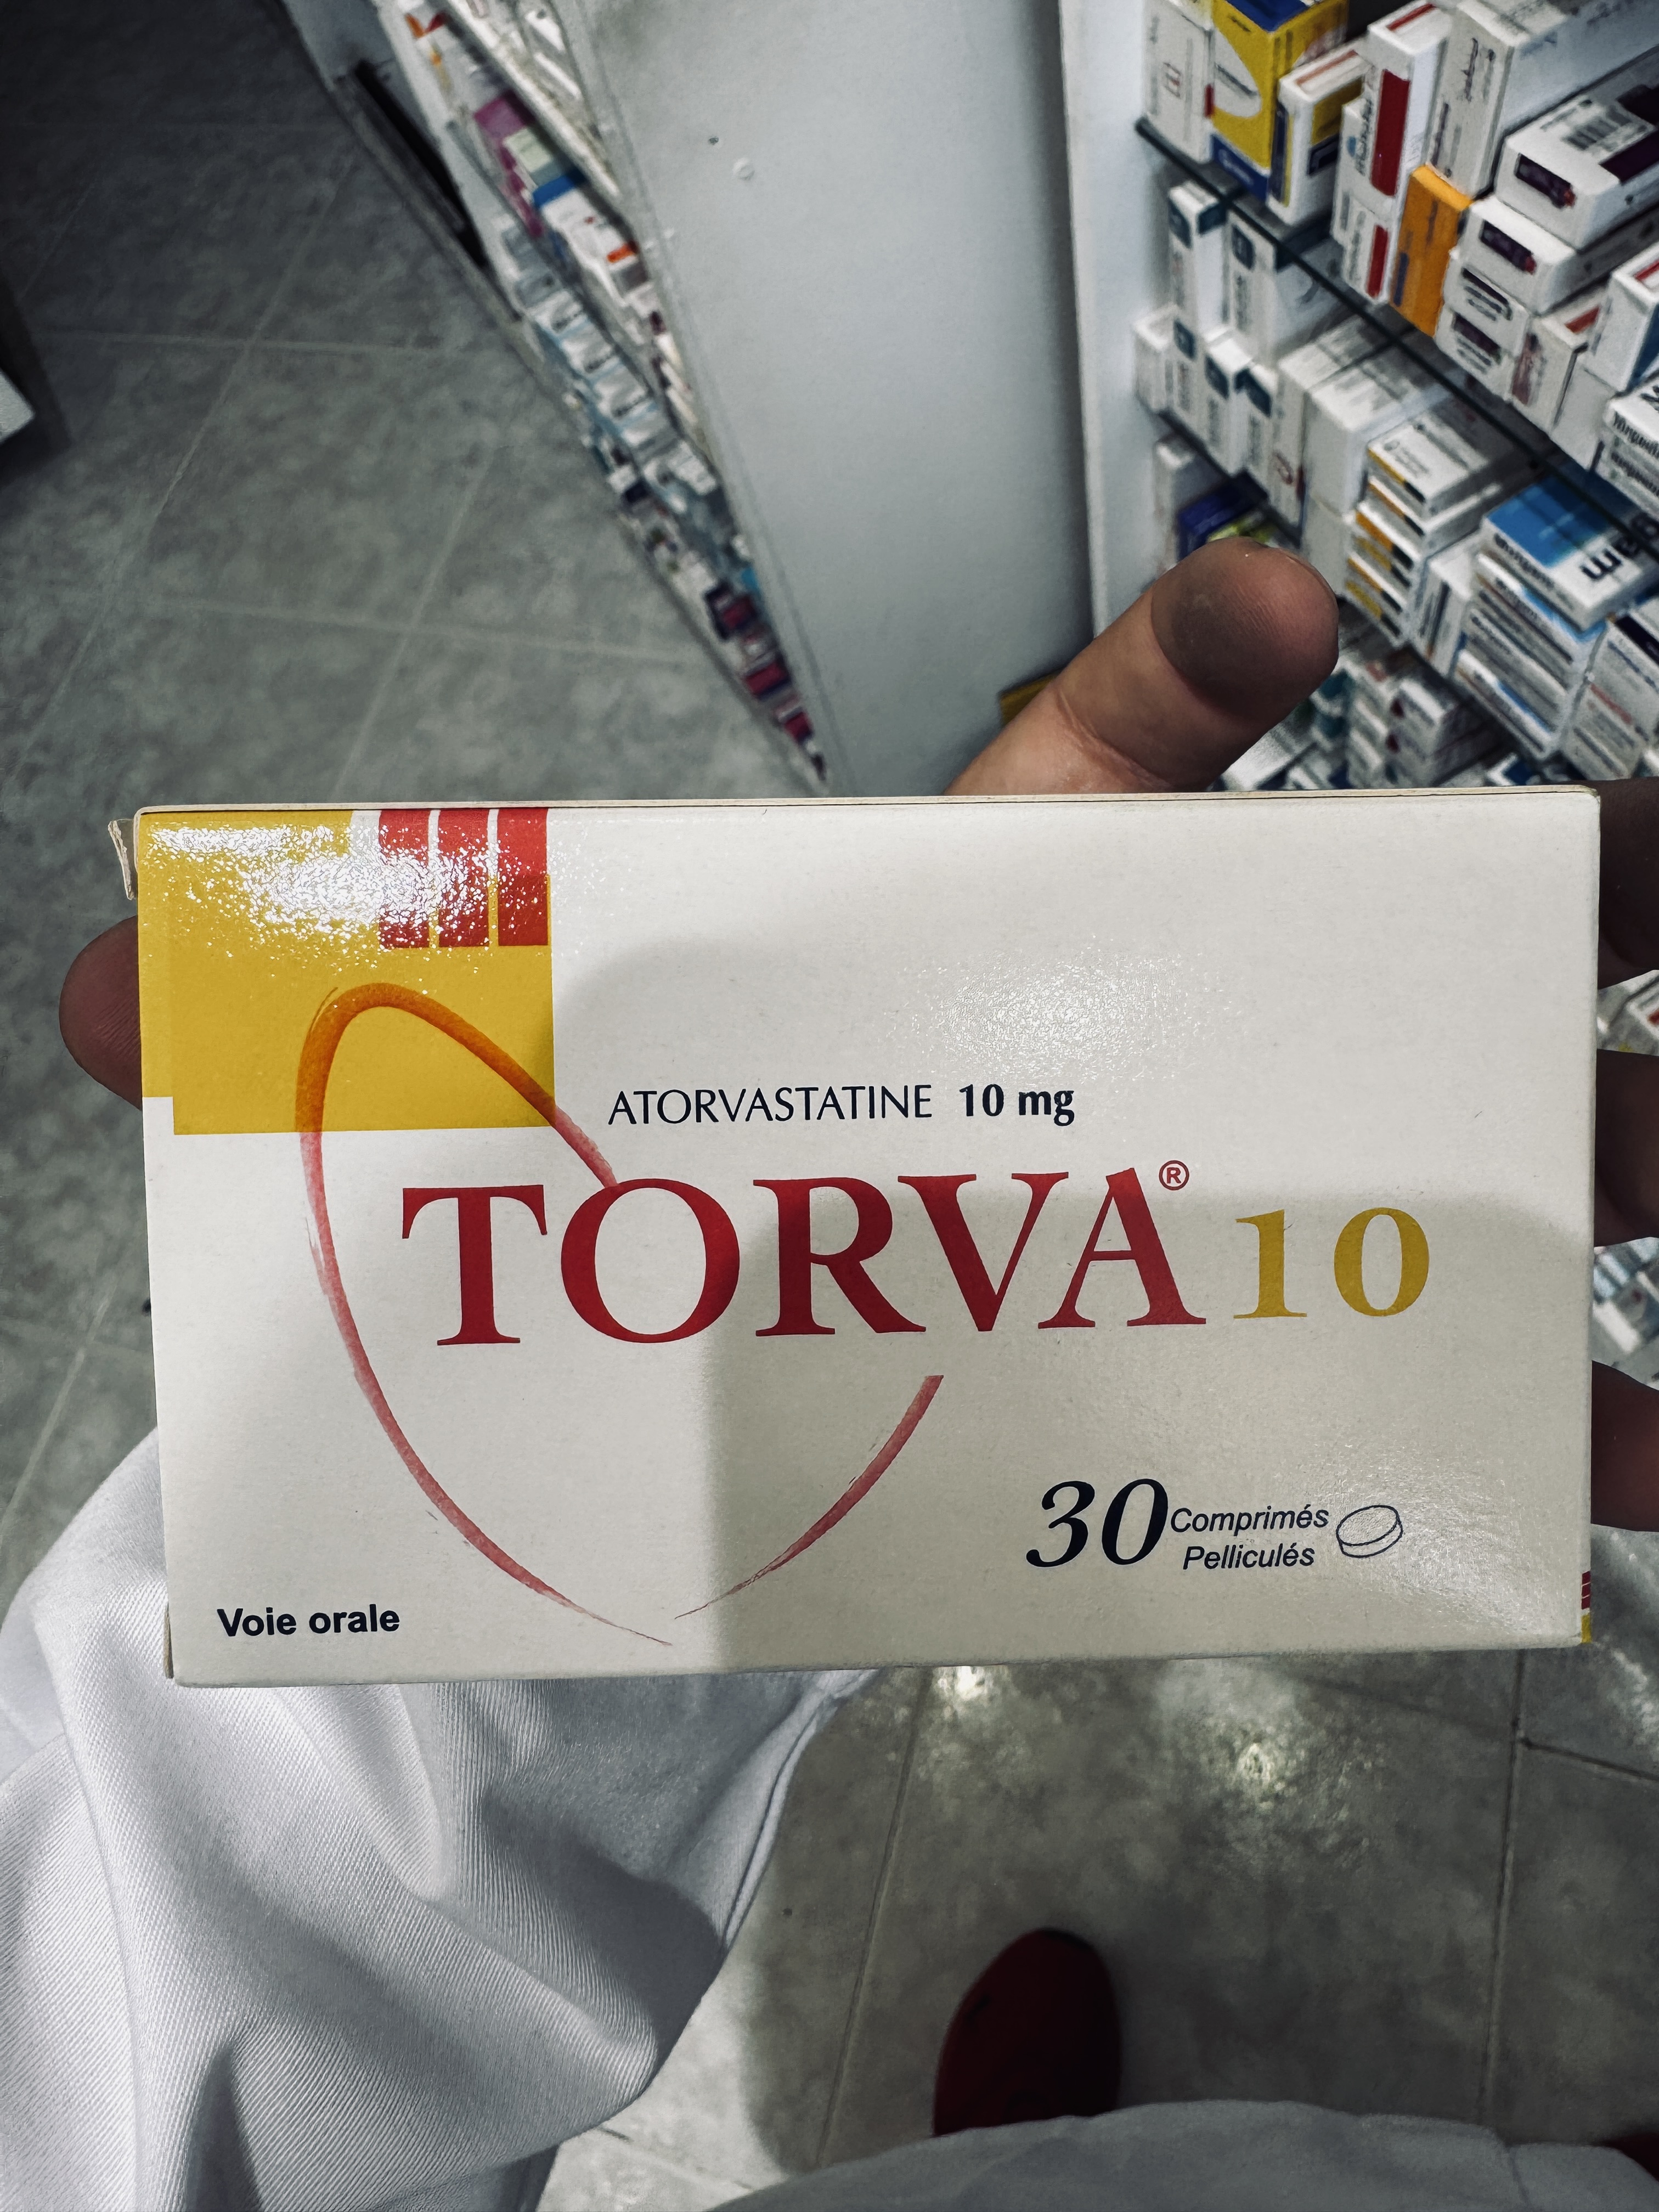 ATORVASTATINE 10 mg
TORVA® 10
30 Comprimés
Pelliculés
Voie orale